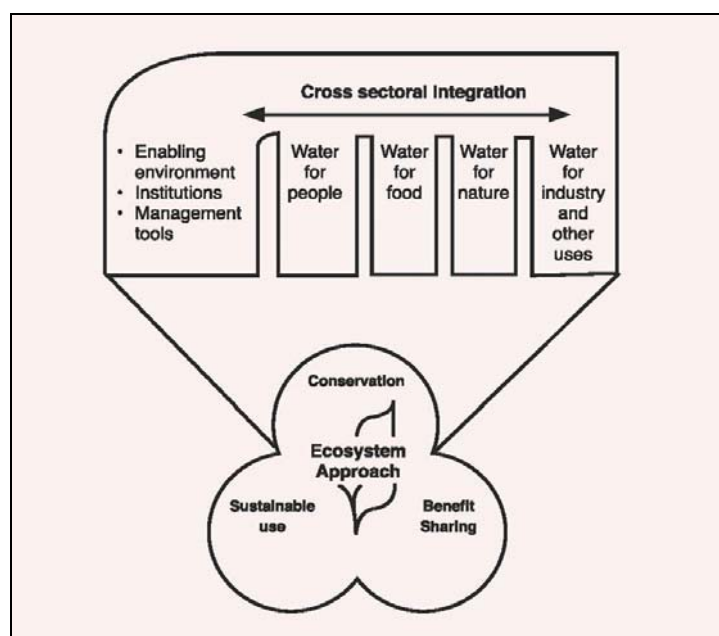 Cross sectoral integration
• Enabling
environment
• Institutions
• Management
tools
Water
for
people
Water
for
food
Water
for
nature
Water
for
industry
and
other
uses
Conservation
Ecosystem
Approach
Sustainable
use
Benefit
Sharing